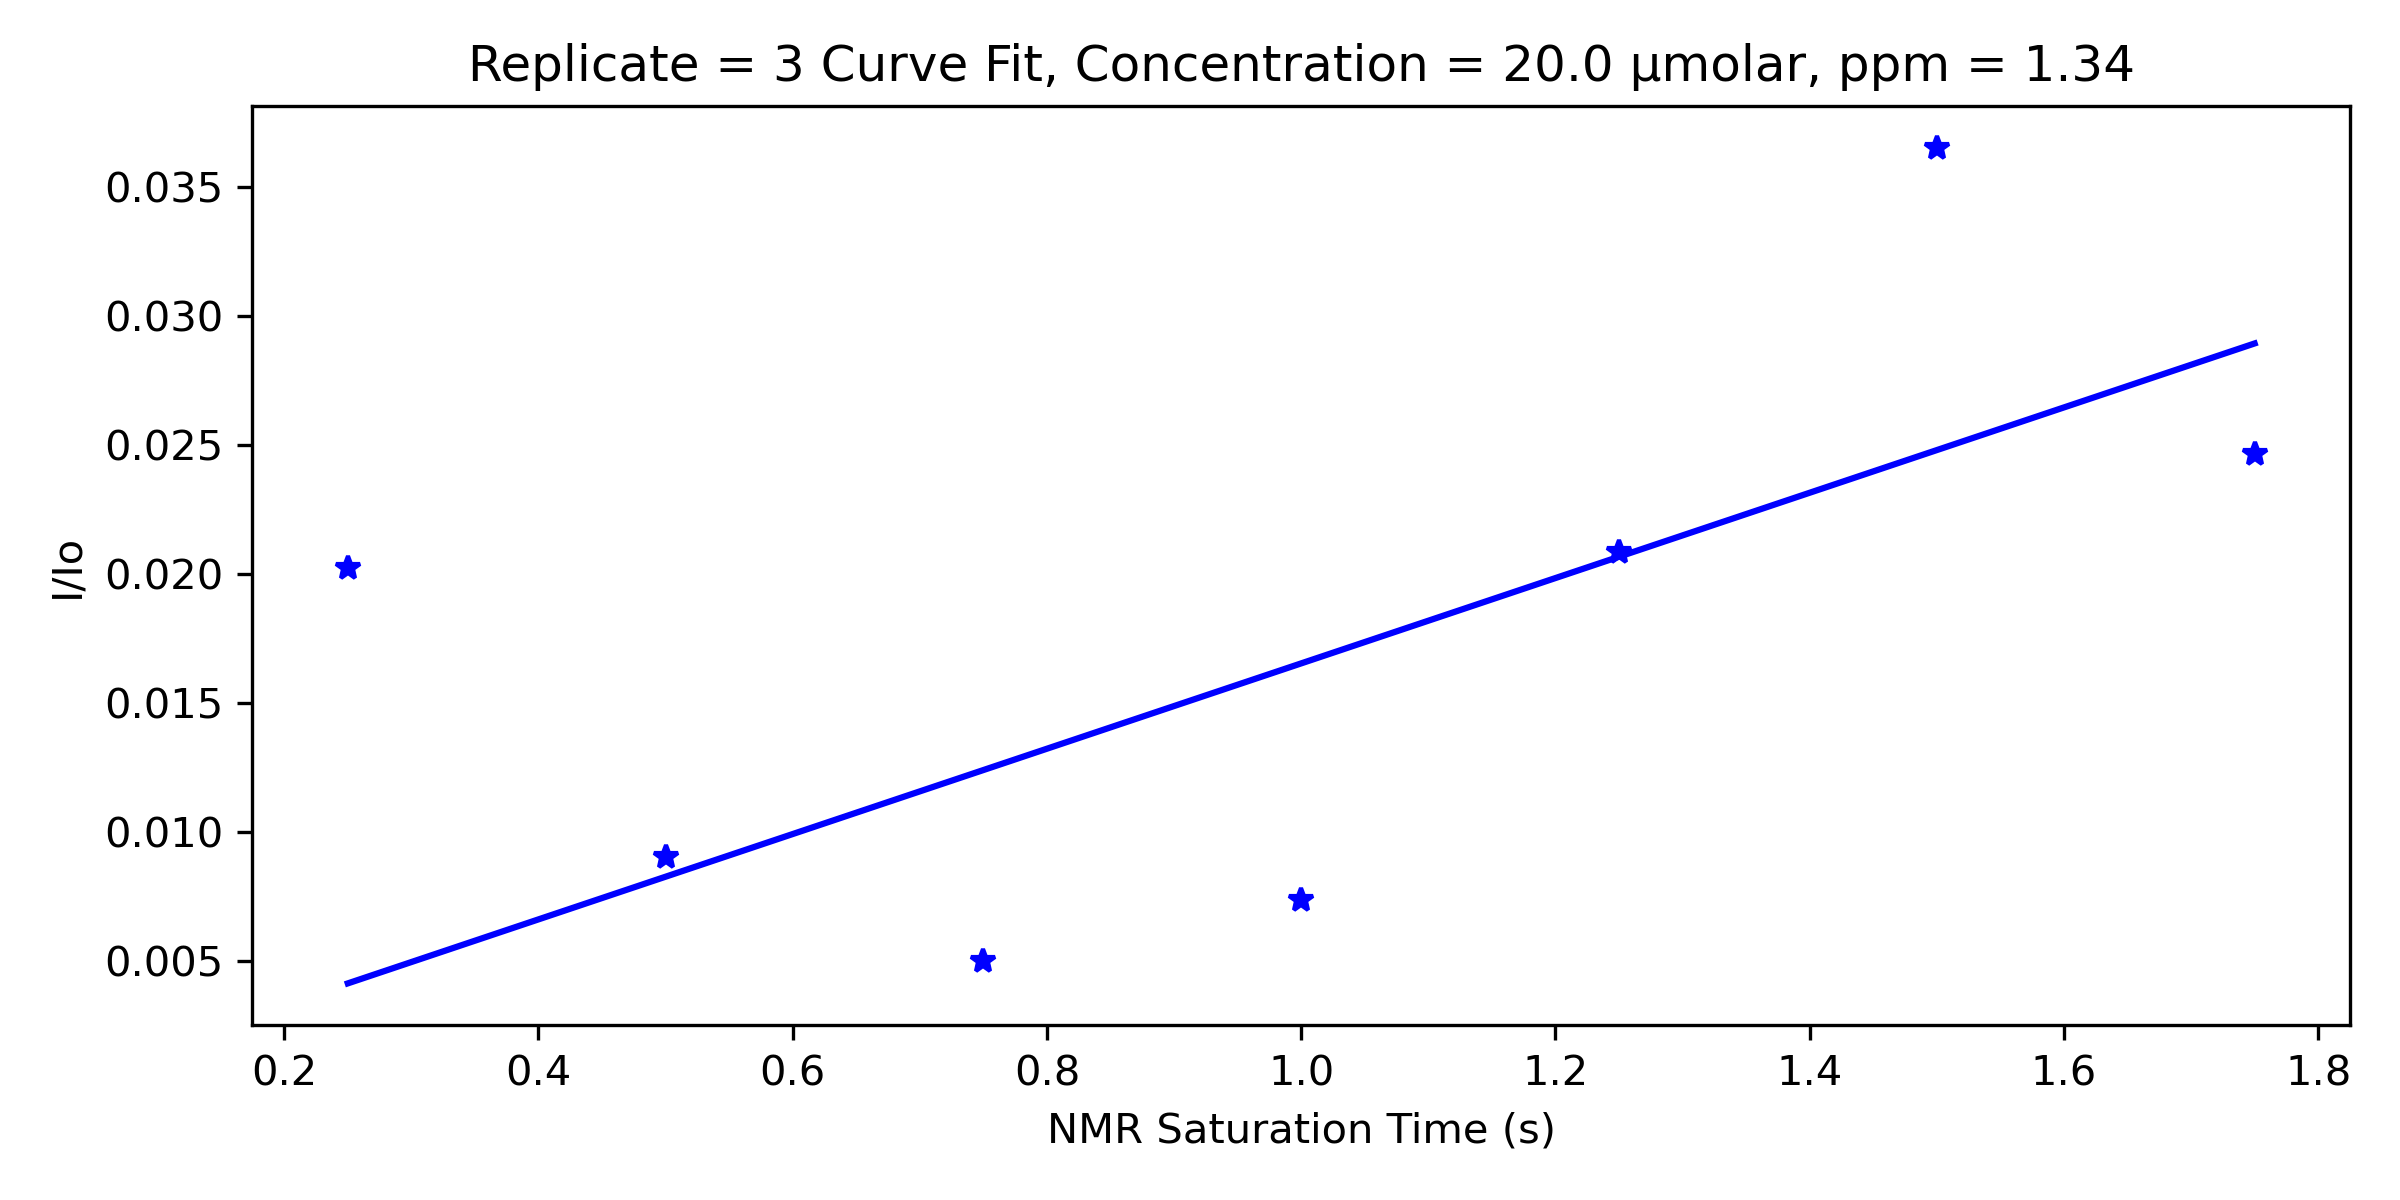 Replicate = 3 Curve Fit, Concentration = 20.0 µmolar, ppm = 1.34
0.035
0.030
0.025
0.020
0.015
0.010
0.005
I/Io
0.2 0.4 0.6 0.8 1.0 1.2 1.4 1.6 1.8
NMR Saturation Time (s)